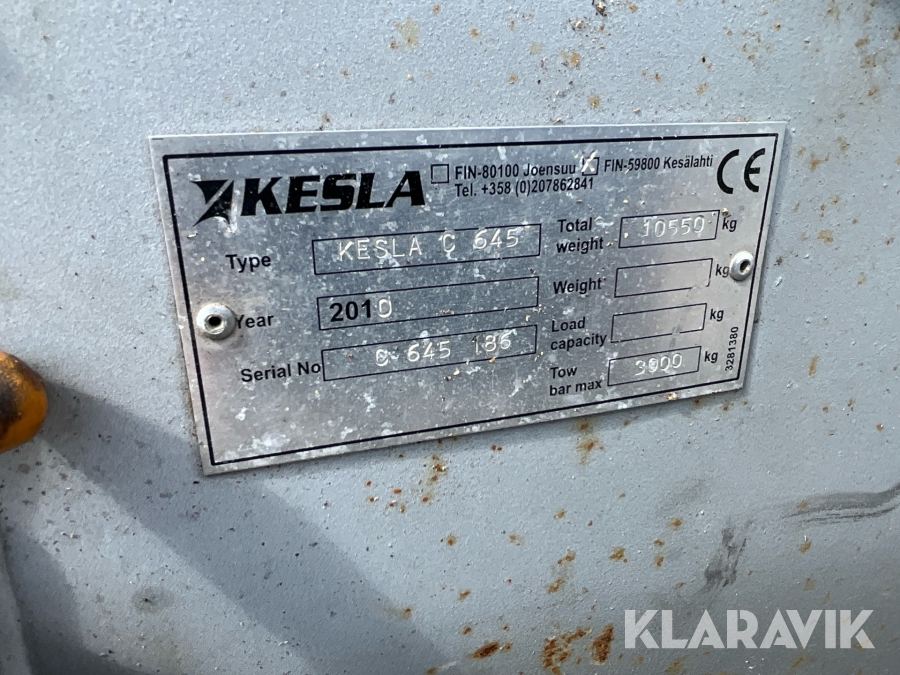 KESLA
FIN-80100 Joensuu FIN-59800 Kesälahti
Tel. +358 (0)207862841
CE
Type KESLA C 645
Total weight 10550 kg
Year 2010
Weight kg
Serial No C 645 186
Load capacity kg
Tow bar max 3000 kg
3281380
KLARAVIK